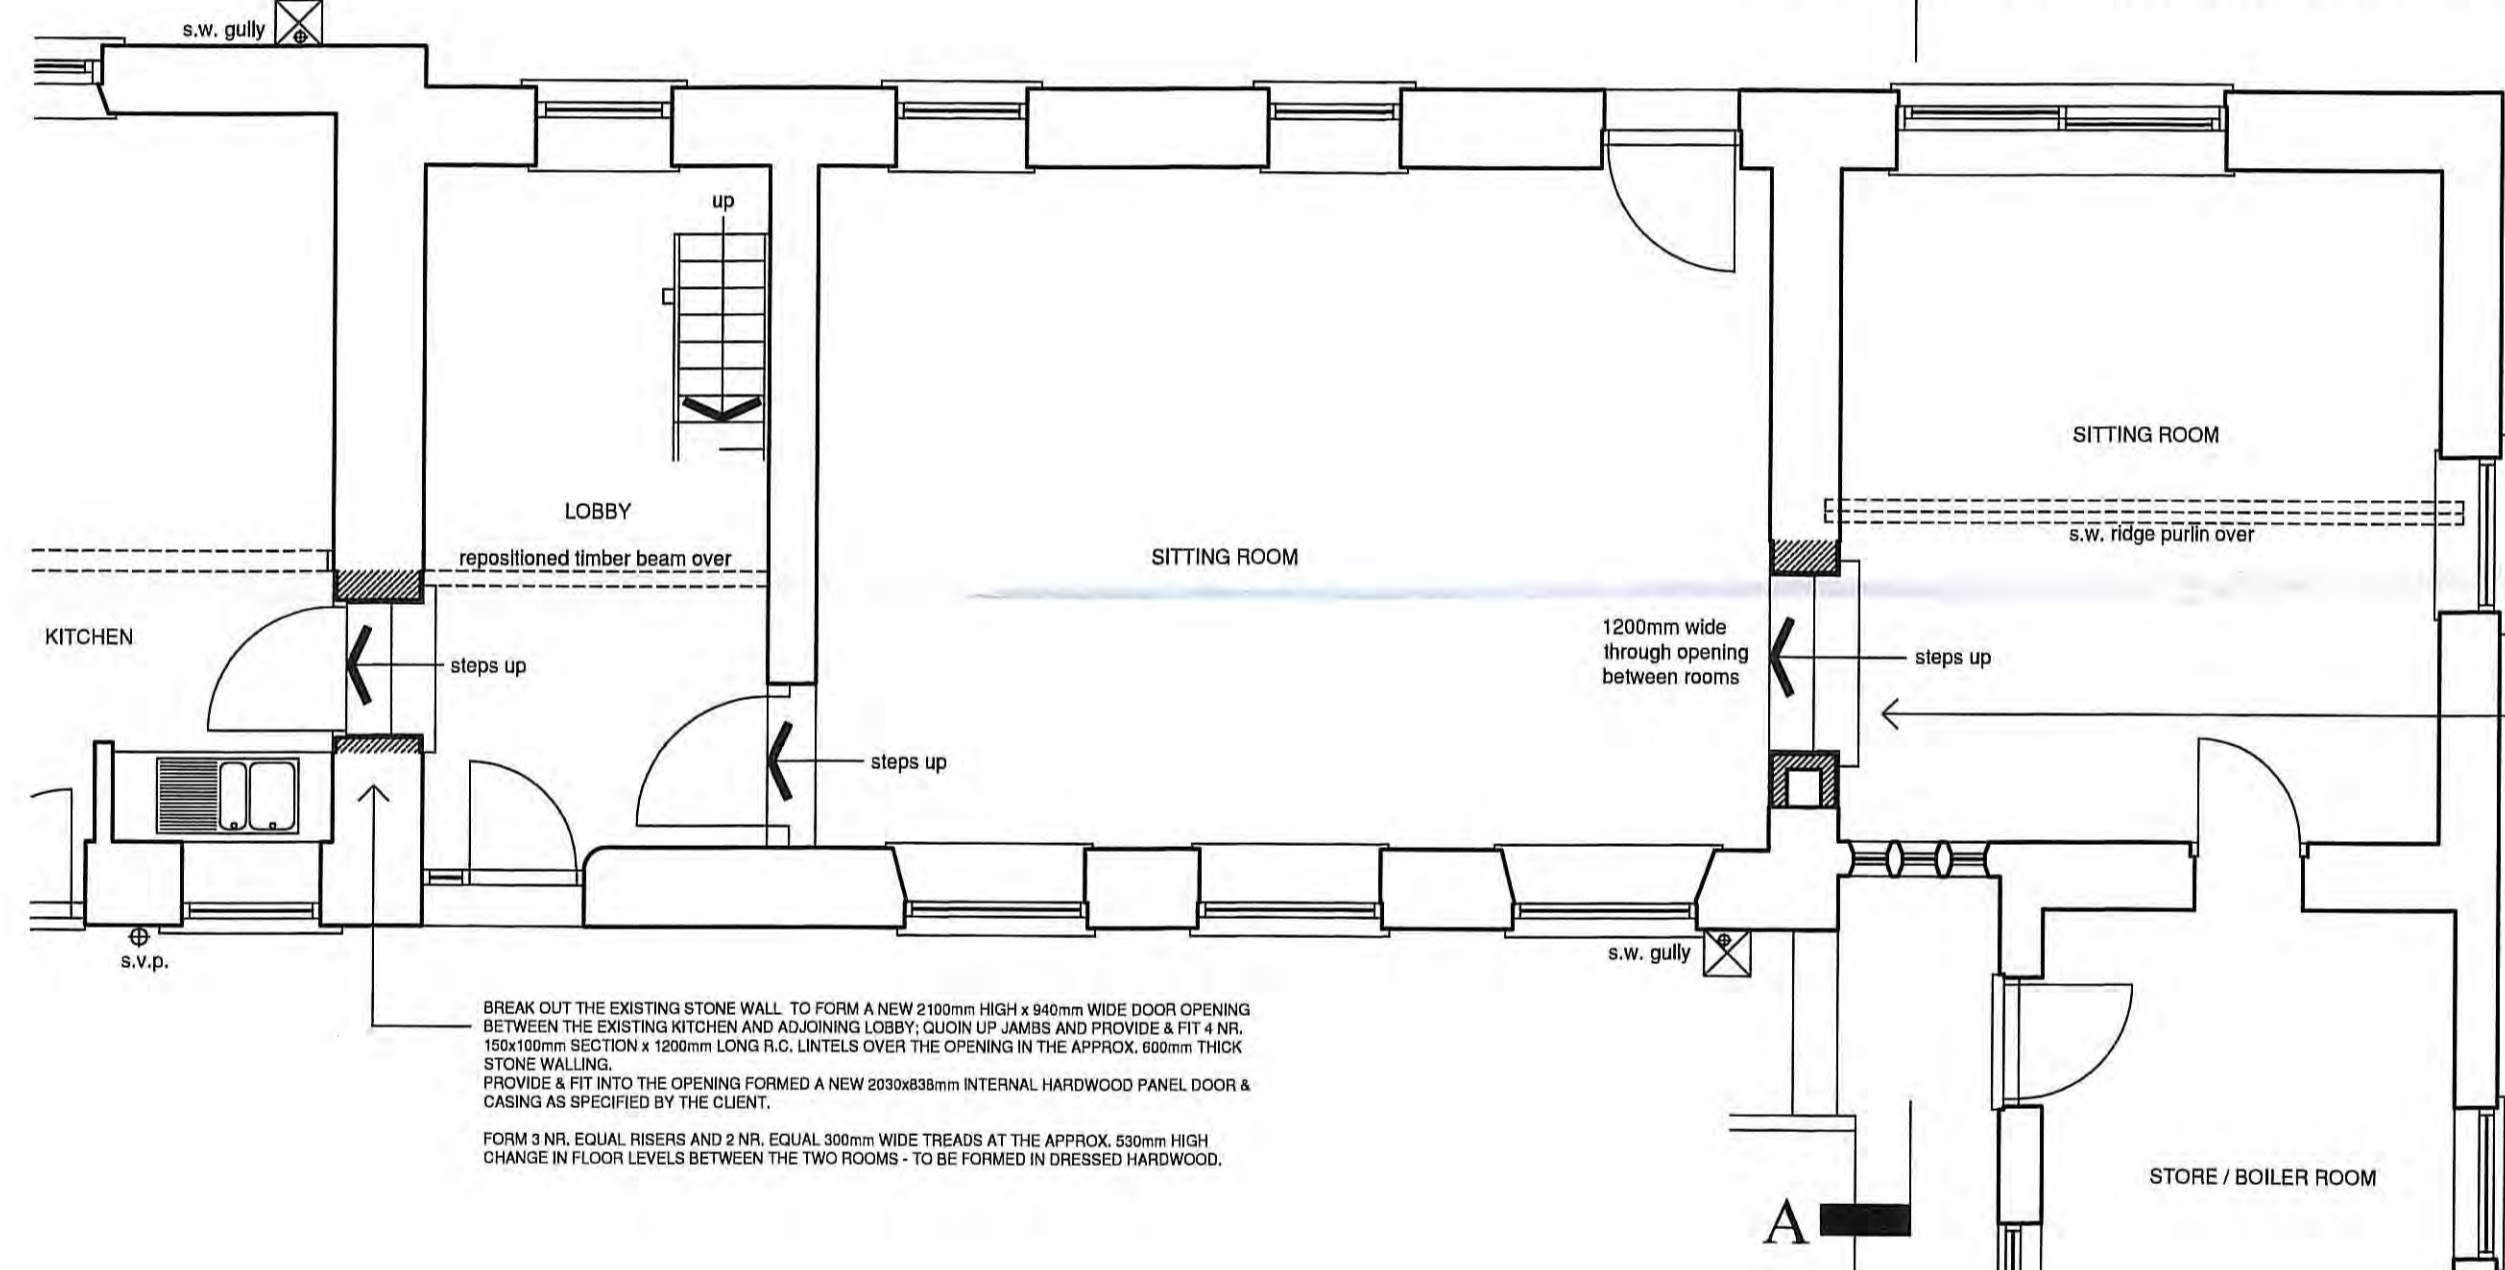 s.w. gully
up
SITTING ROOM
LOBBY
s.w. ridge purlin over
repositioned timber beam over
SITTING ROOM
KITCHEN
1200mm wide
through opening
between rooms
steps up
steps up
steps up
s.v.p.
s.w. gully
BREAK OUT THE EXISTING STONE WALL TO FORM A NEW 2100mm HIGH x 940mm WIDE DOOR OPENING
BETWEEN THE EXISTING KITCHEN AND ADJOINING LOBBY; QUOIN UP JAMBS AND PROVIDE & FIT 4 NR.
150x100mm SECTION x 1200mm LONG R.C. LINTELS OVER THE OPENING IN THE APPROX. 600mm THICK
STONE WALLING.
PROVIDE & FIT INTO THE OPENING FORMED A NEW 2030x838mm INTERNAL HARDWOOD PANEL DOOR &
CASING AS SPECIFIED BY THE CLIENT.
FORM 3 NR. EQUAL RISERS AND 2 NR. EQUAL 300mm WIDE TREADS AT THE APPROX. 530mm HIGH
CHANGE IN FLOOR LEVELS BETWEEN THE TWO ROOMS - TO BE FORMED IN DRESSED HARDWOOD.
STORE / BOILER ROOM
A